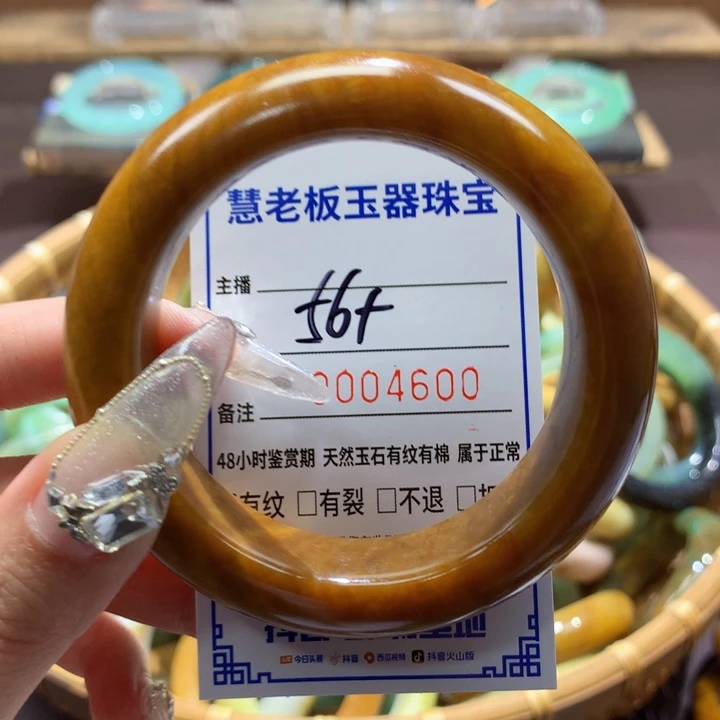 慧老板玉器珠宝
主播
56+
0004600
备注
48小时鉴赏期 天然玉石有纹有棉 属于正常
有纹 □有裂 □不退 □
今日头条 抖音 西瓜视频 抖音火山版